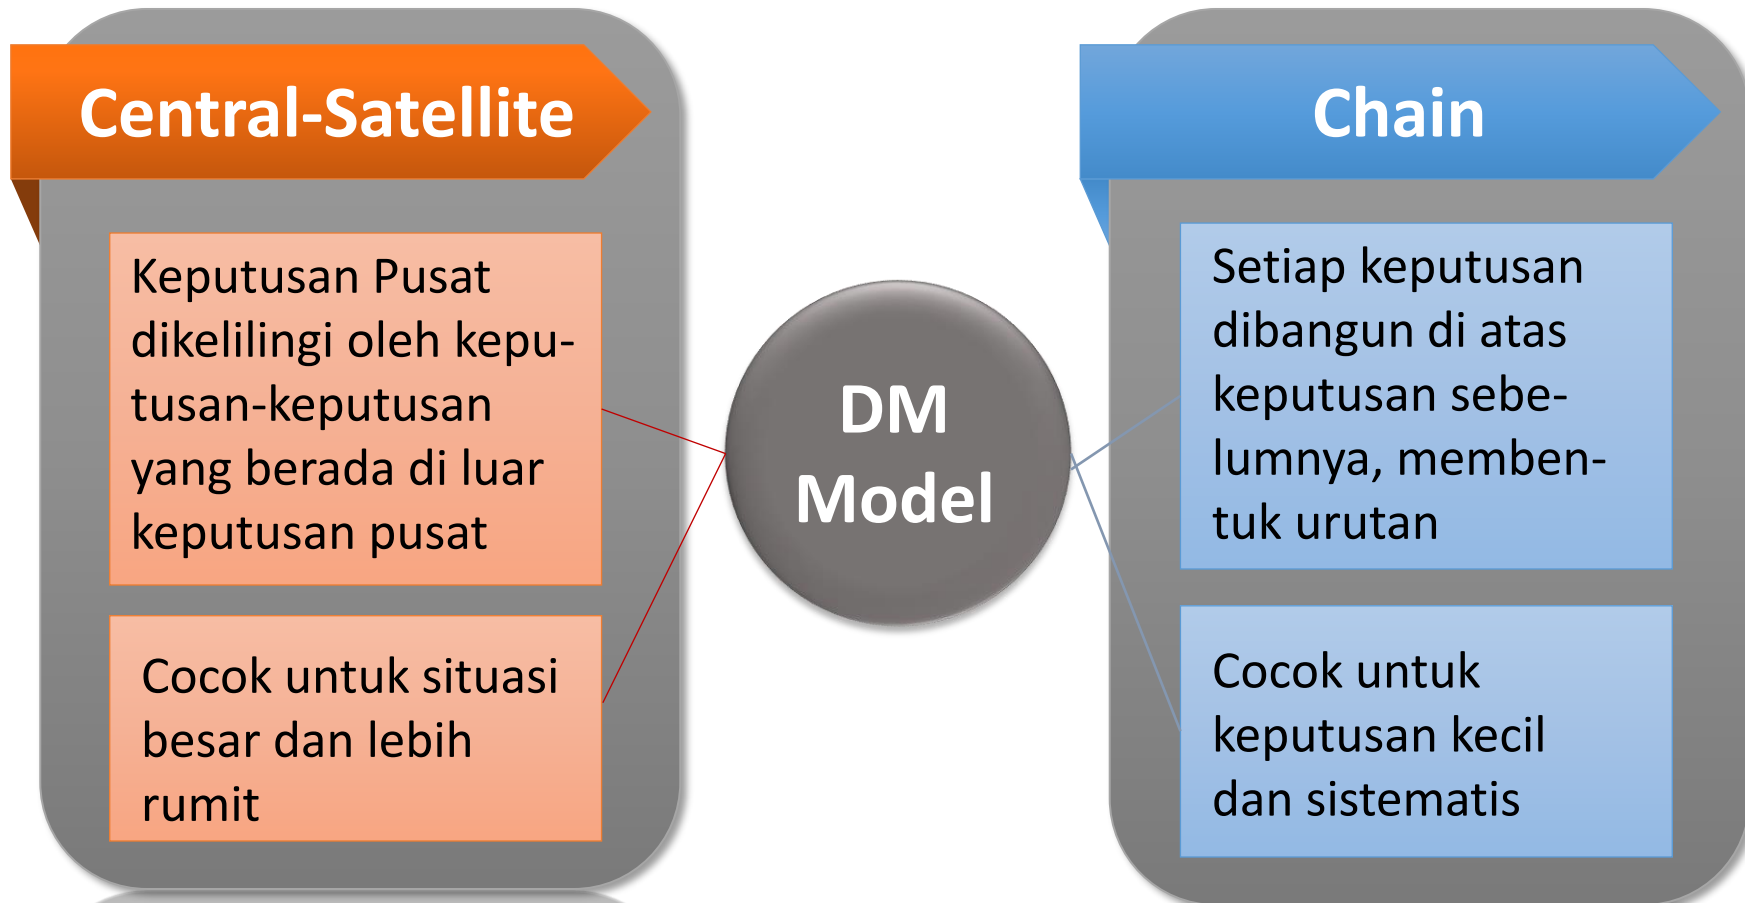 Central-Satellite
Keputusan Pusat
dikelilingi oleh kepu-
tusan-keputusan
yang berada di luar
keputusan pusat
Cocok untuk situasi
besar dan lebih
rumit
DM
Model
Chain
Setiap keputusan
dibangun di atas
keputusan sebe-
lumnya, memben-
tuk urutan
Cocok untuk
keputusan kecil
dan sistematis